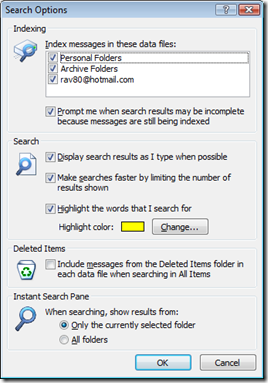 Search Options
Indexing
Index messages in these data files:
Personal Folders
Archive Folders
rav80@hotmail.com
Prompt me when search results may be incomplete
because messages are still being indexed
Search
Display search results as I type when possible
Make searches faster by limiting the number of
results shown
Highlight the words that I search for
Highlight color:
Change...
Deleted Items
Include messages from the Deleted Items folder in
each data file when searching in All Items
Instant Search Pane
When searching, show results from:
Only the currently selected folder
All folders
OK
Cancel